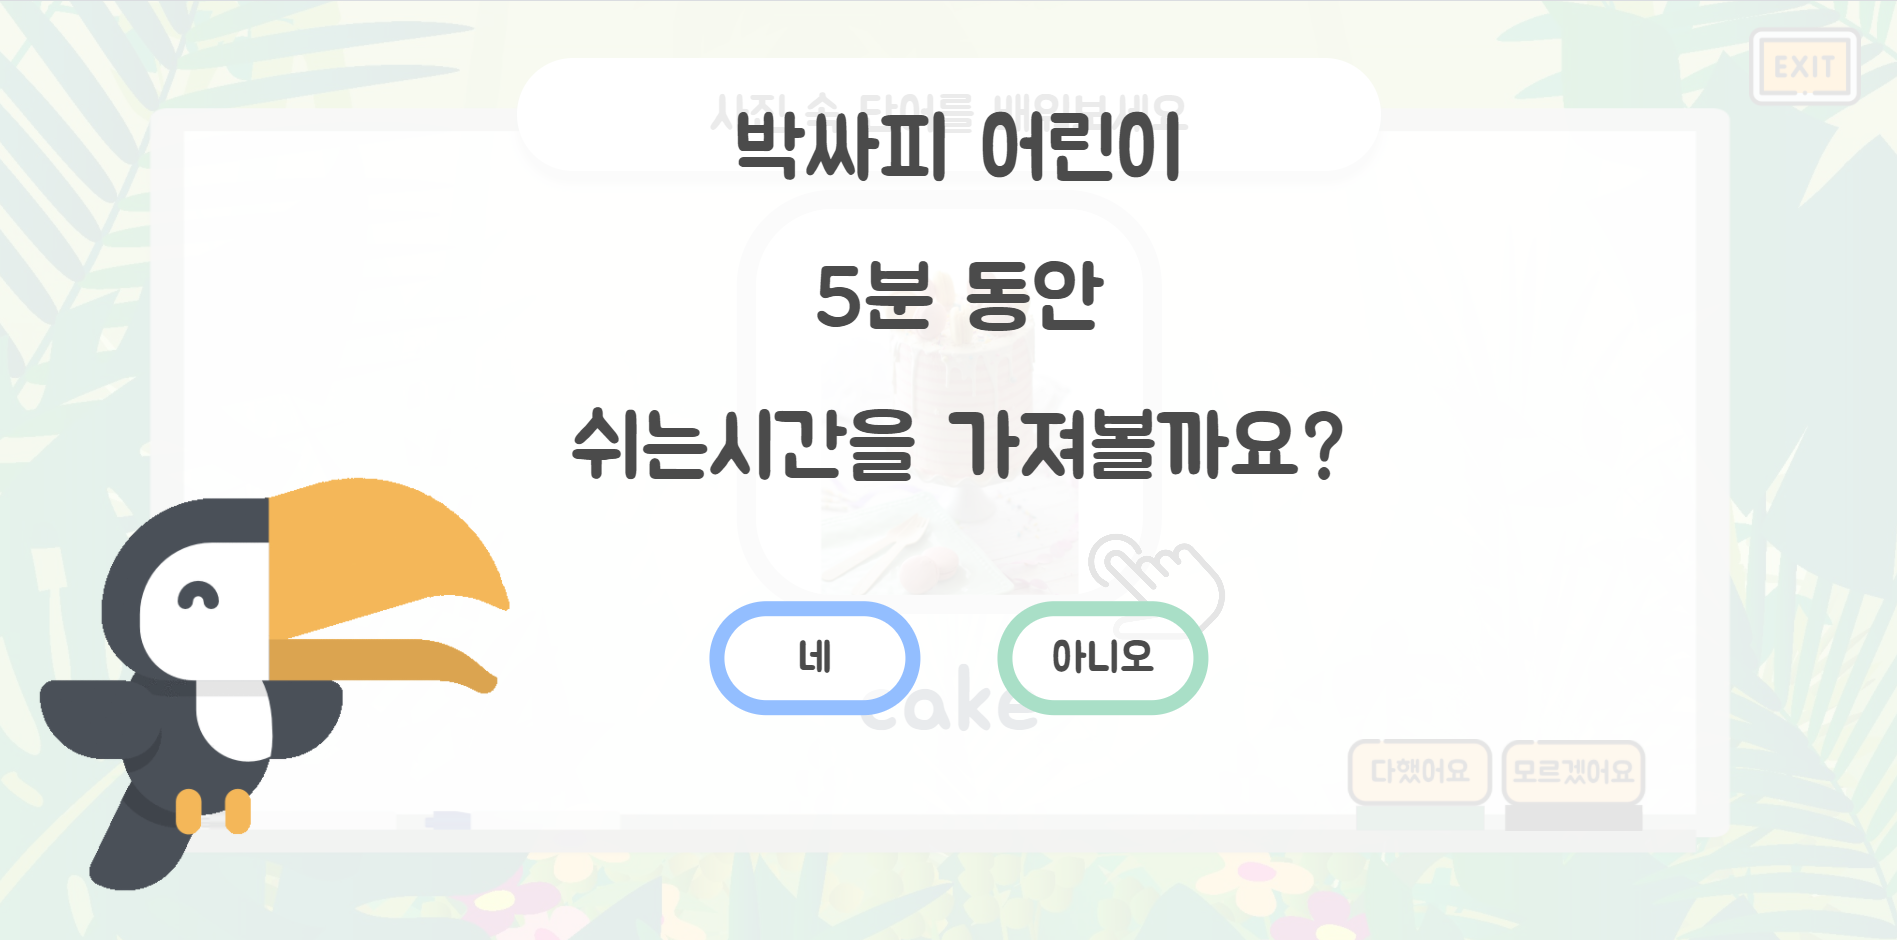 EXIT
사진 속 단어를 배워보세요
박싸피 어린이
5분 동안
쉬는시간을 가져볼까요?
네
아니오
cake
다했어요
모르겠어요